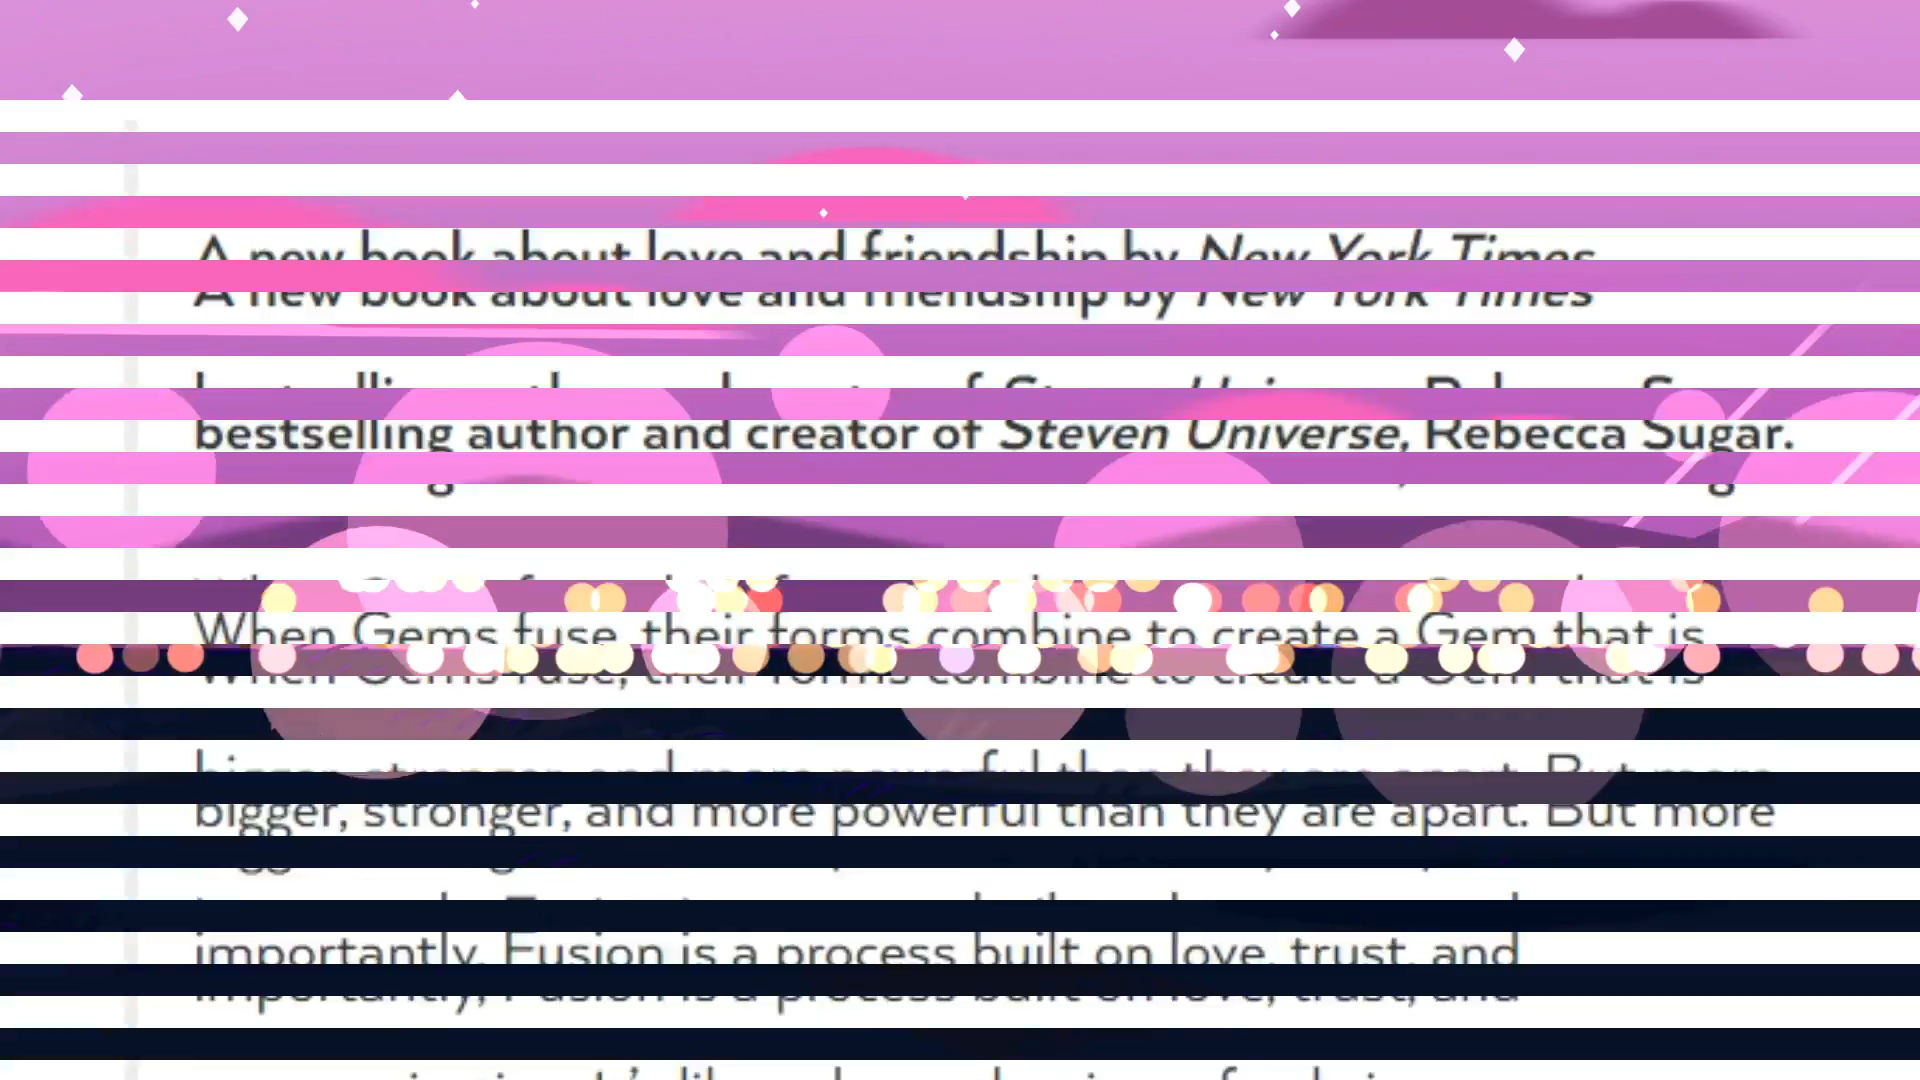 A new book about love and friendship by New York Times
bestselling author and creator of Steven Universe, Rebecca Sugar.
When Gems fuse, their forms combine to create a Gem that is
bigger, stronger, and more powerful than they are apart. But more
importantly, Fusion is a process built on love, trust, and